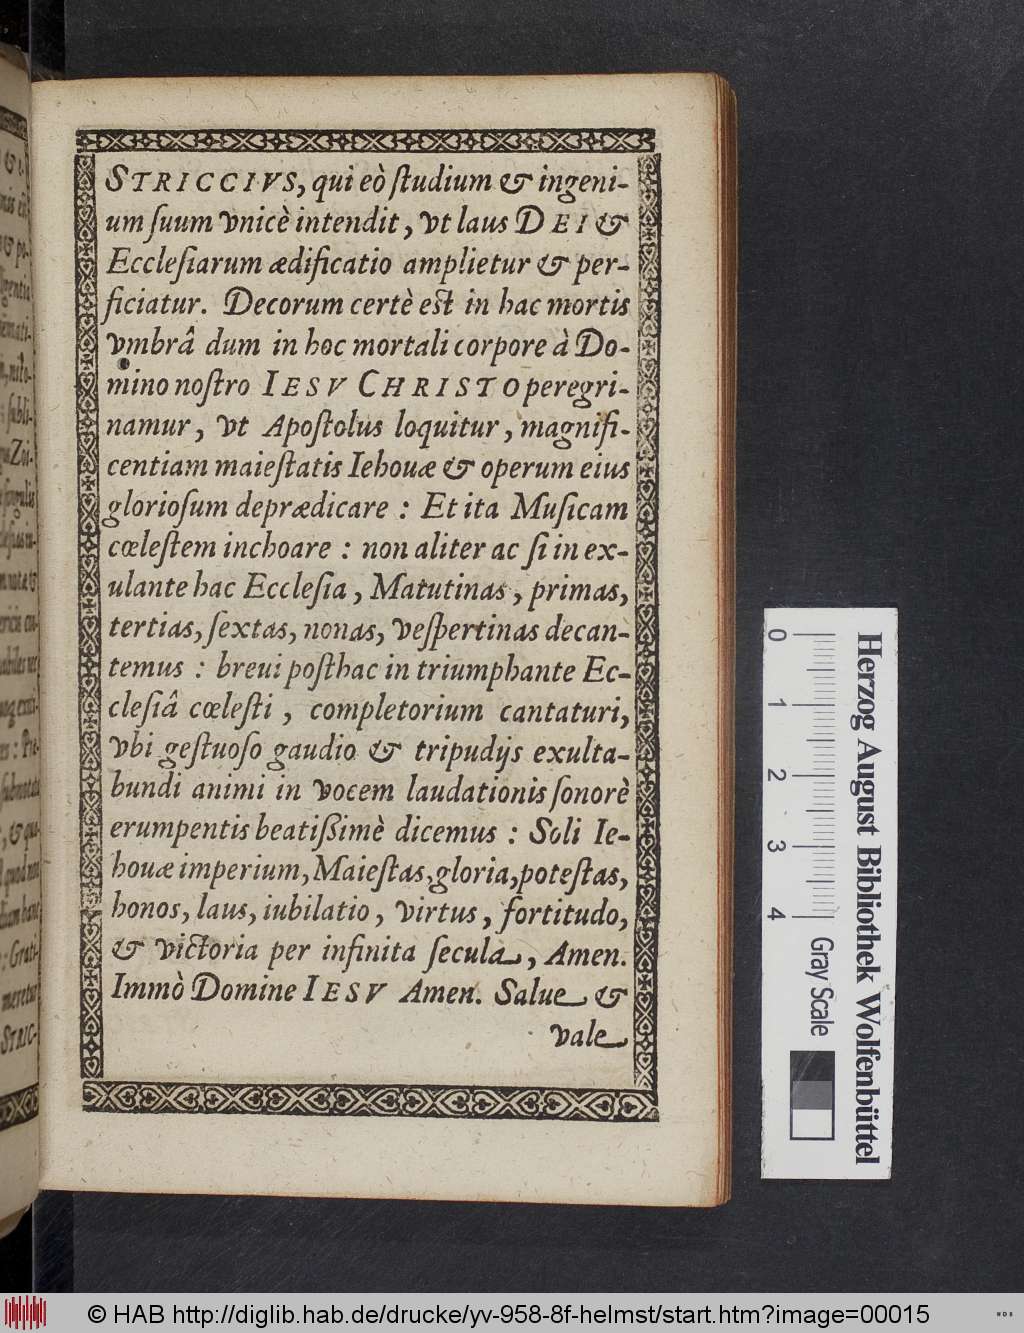 STRICCIVS, qui eò ſtudium & ingeni-
um ſuum vnicè intendit, vt laus DEI &
Eccleſiarum ædificatio amplietur & per-
ficiatur. Decorum certè est in hac mortis
vmbrâ dum in hoc mortali corpore à Do-
mino noſtro IESV CHRISTO peregri-
namur, vt Apoſtolus loquitur, magnifi-
centiam maieſtatis Iehouæ & operum eius
glorioſum deprædicare : Et ita Muſicam
cœleſtem inchoare : non aliter ac ſi in ex-
ulante hac Eccleſia, Matutinas, primas,
tertias, ſextas, nonas, veſpertinas decan-
temus : breui poſthac in triumphante Ec-
cleſiâ cœleſti, completorium cantaturi,
vbi geſtuoſo gaudio & tripudijs exulta-
bundi animi in vocem laudationis ſonorè
erumpentis beatiſsimè dicemus : Soli Ie-
houæ imperium, Maieſtas, gloria, poteſtas,
honos, laus, iubilatio, virtus, fortitudo,
& victoria per infinita ſecula, Amen.
Immò Domine IESV Amen. Salue &
vale
& po-
ſubli-
ſingulis
: Grati-
meretur
STRIC-
0 1 2 3 4
Gray Scale
Herzog August Bibliothek Wolfenbüttel
© HAB http://diglib.hab.de/drucke/yv-958-8f-helmst/start.htm?image=00015